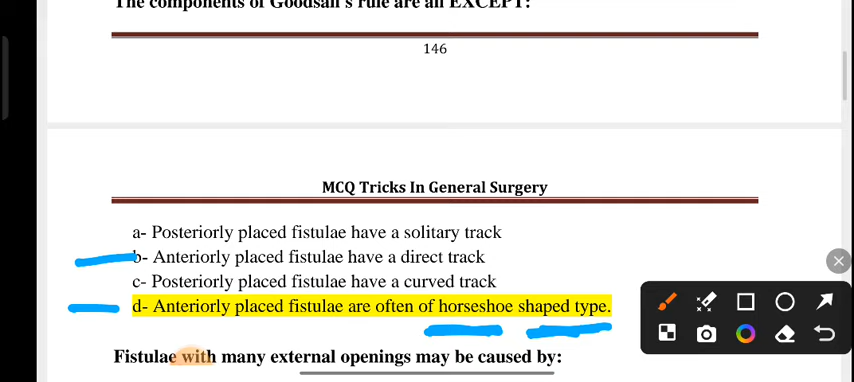 The components of Goodsall's rule are all EXCEPT:
146
MCQ Tricks In General Surgery
a- Posteriorly placed fistulae have a solitary track
b- Anteriorly placed fistulae have a direct track
c- Posteriorly placed fistulae have a curved track
d- Anteriorly placed fistulae are often of horseshoe shaped type.
Fistulae with many external openings may be caused by: